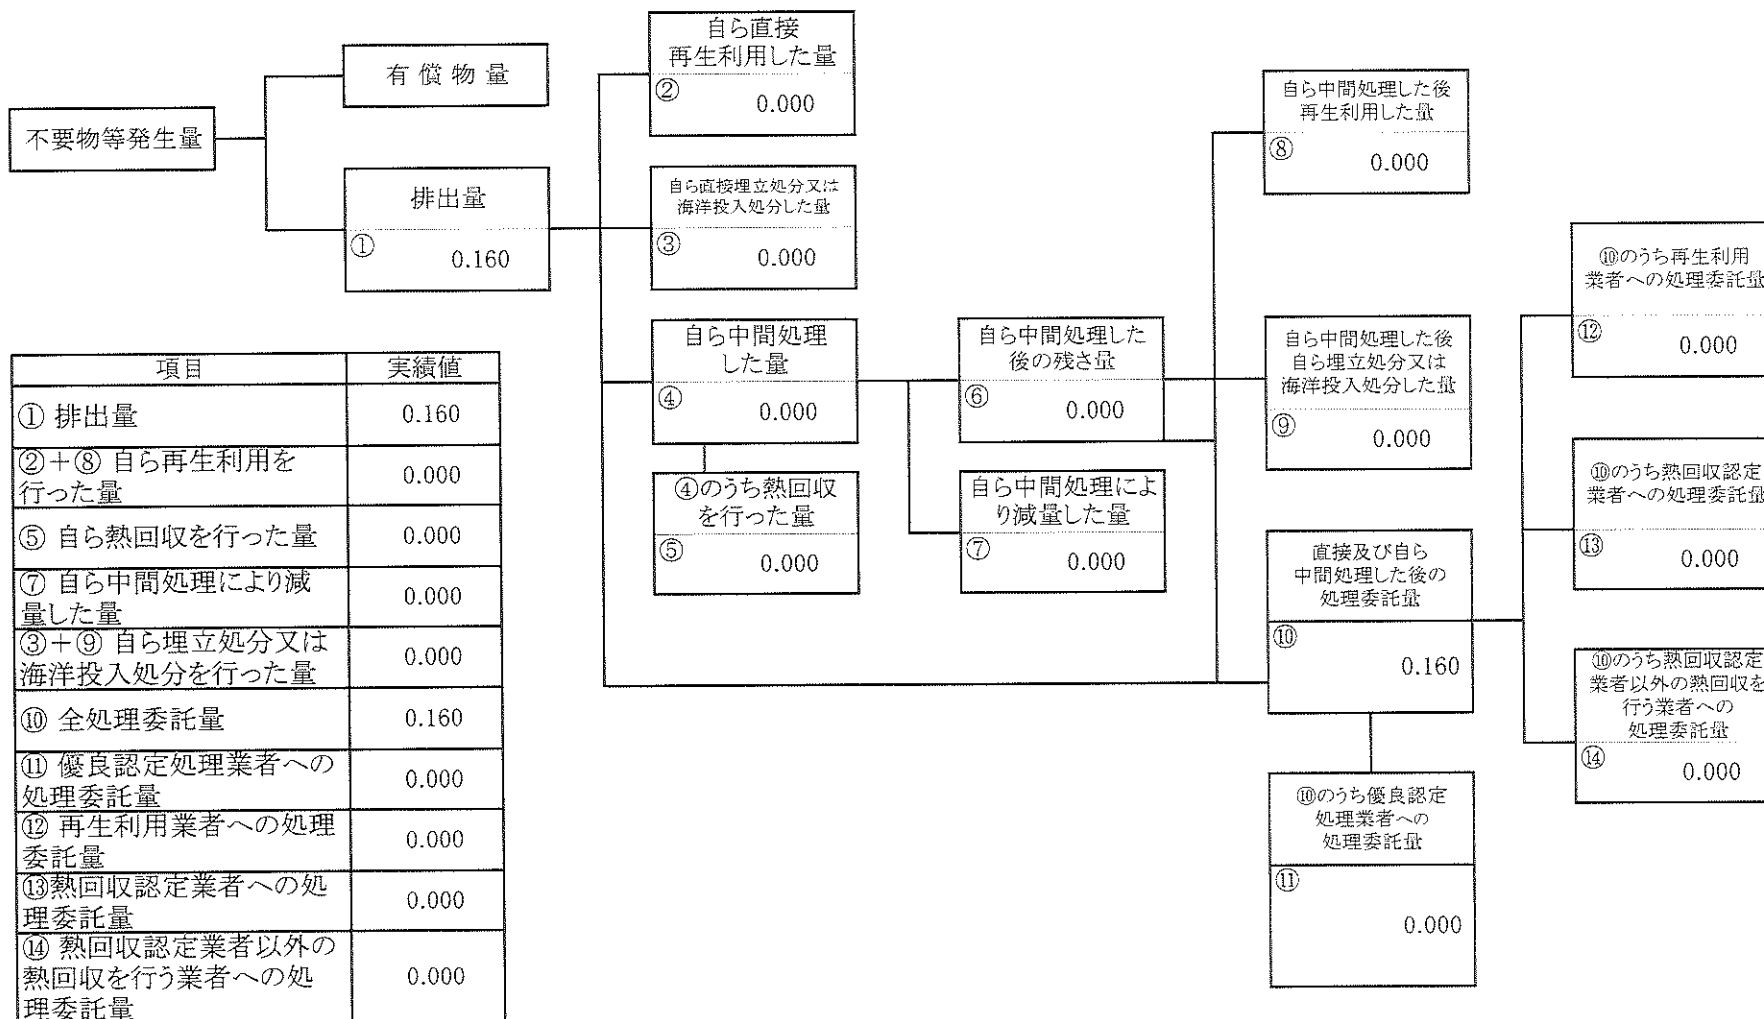 不要物等発生量
有 償 物 量
排出量
①
0.160
自ら直接
再生利用した量
②
0.000
自ら直接埋立処分又は
海洋投入処分した量
③
0.000
自ら中間処理
した量
④
0.000
④のうち熱回収
を行った量
⑤
0.000
自ら中間処理した
後の残さ量
⑥
0.000
自ら中間処理によ
り減量した量
⑦
0.000
自ら中間処理した後
再生利用した量
⑧
0.000
自ら中間処理した後
自ら埋立処分又は
海洋投入処分した量
⑨
0.000
直接及び自ら
中間処理した後の
処理委託量
⑩
0.160
⑩のうち優良認定
処理業者への
処理委託量
⑪
0.000
⑩のうち再生利用
業者への処理委託量
⑫
0.000
⑩のうち熱回収認定
業者への処理委託量
⑬
0.000
⑩のうち熱回収認定
業者以外の熱回収を
行う業者への
処理委託量
⑭
0.000
項目 実績値
① 排出量 0.160
②+⑧ 自ら再生利用を
行った量 0.000
⑤ 自ら熱回収を行った量 0.000
⑦ 自ら中間処理により減
量した量 0.000
③+⑨ 自ら埋立処分又は
海洋投入処分を行った量 0.000
⑩ 全処理委託量 0.160
⑪ 優良認定処理業者への
処理委託量 0.000
⑫ 再生利用業者への処理
委託量 0.000
⑬熱回収認定業者への処
理委託量 0.000
⑭ 熱回収認定業者以外の
熱回収を行う業者への処
理委託量 0.000